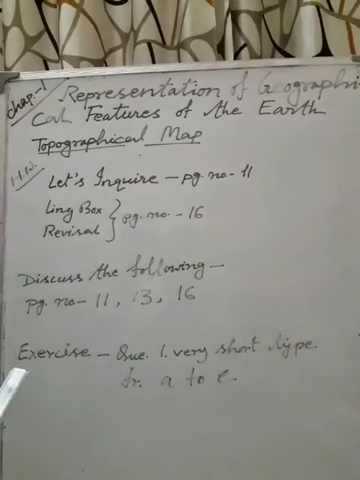 Chap-1
Representation of Geographi
cal Features of the Earth
Topographical Map
H.W.
Let's Inquire - pg. no - 11
Ling Box
Revisal } pg. no. - 16
Discuss the following -
pg. no - 11, 13, 16
Exercise - Que. 1. very short type
fr. a to e.